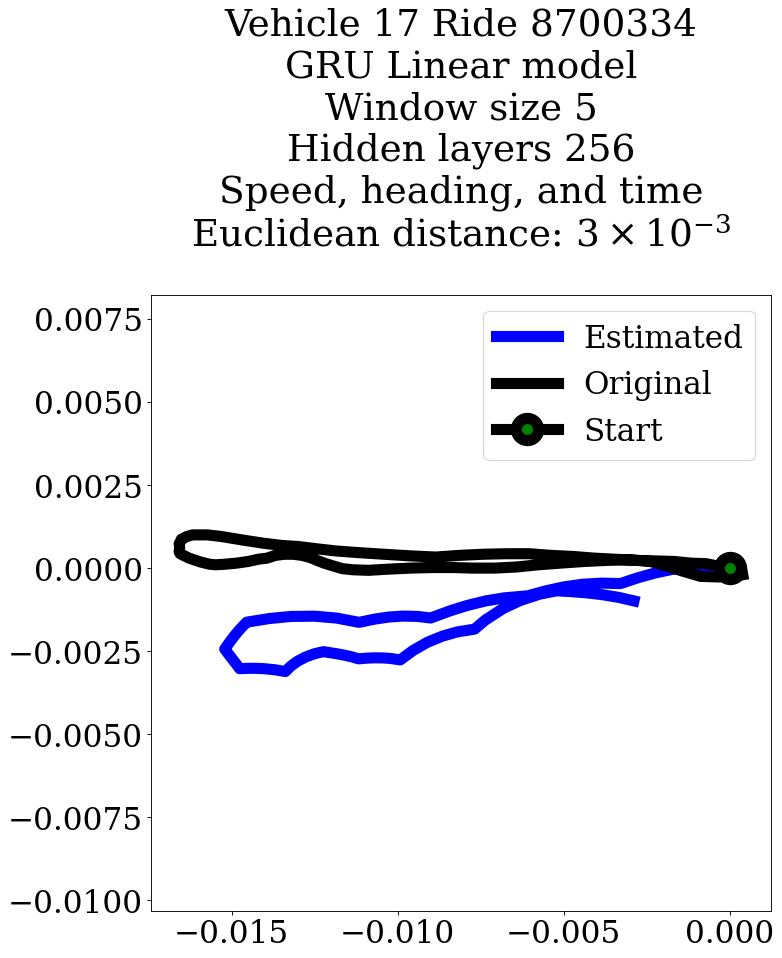 Vehicle 17 Ride 8700334
GRU Linear model
Window size 5
Hidden layers 256
Speed, heading, and time
Euclidean distance: 3 × 10⁻³
Estimated
Original
Start
0.0075
0.0050
0.0025
0.0000
−0.0025
−0.0050
−0.0075
−0.0100
−0.015 −0.010 −0.005 0.000